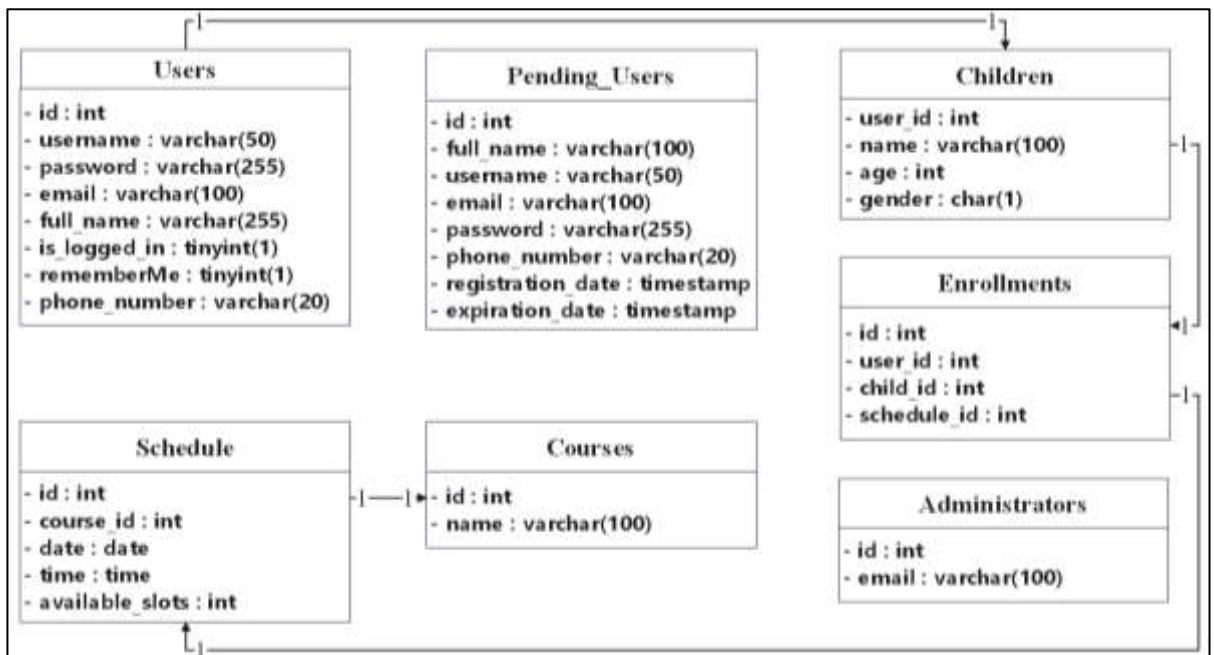 1 1
Users
- id : int
- username : varchar(50)
- password : varchar(255)
- email : varchar(100)
- full_name : varchar(255)
- is_logged_in : tinyint(1)
- rememberMe : tinyint(1)
- phone_number : varchar(20)
Pending_Users
- id : int
- full_name : varchar(100)
- username : varchar(50)
- email : varchar(100)
- password : varchar(255)
- phone_number : varchar(20)
- registration_date : timestamp
- expiration_date : timestamp
Children
- user_id : int
- name : varchar(100)
- age : int
- gender : char(1)
1
Enrollments
- id : int
- user_id : int
- child_id : int
- schedule_id : int
1
1
Schedule
- id : int
- course_id : int
- date : date
- time : time
- available_slots : int
1 1
Courses
- id : int
- name : varchar(100)
Administrators
- id : int
- email : varchar(100)
1